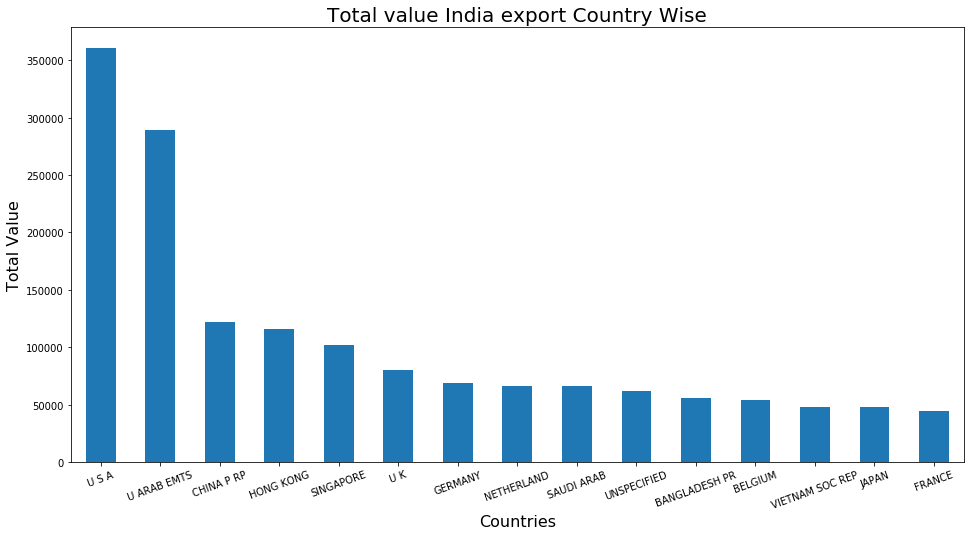 Total value India export Country Wise
Total Value
350000
300000
250000
200000
150000
100000
50000
0
U S A
U ARAB EMTS
CHINA P RP
HONG KONG
SINGAPORE
U K
GERMANY
NETHERLAND
SAUDI ARAB
UNSPECIFIED
BANGLADESH PR
BELGIUM
VIETNAM SOC REP
JAPAN
FRANCE
Countries